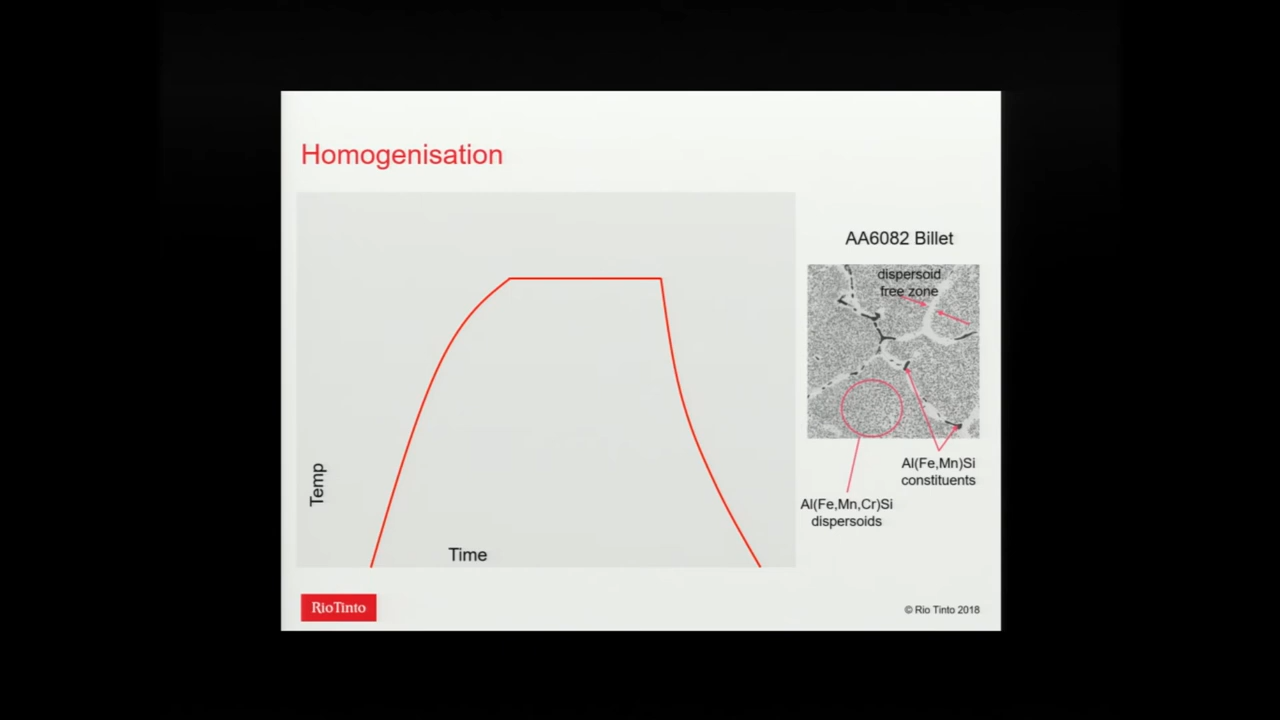 Homogenisation
Temp
Time
AA6082 Billet
dispersoid
free zone
Al(Fe,Mn)Si
constituents
Al(Fe,Mn,Cr)Si
dispersoids
RioTinto
© Rio Tinto 2018